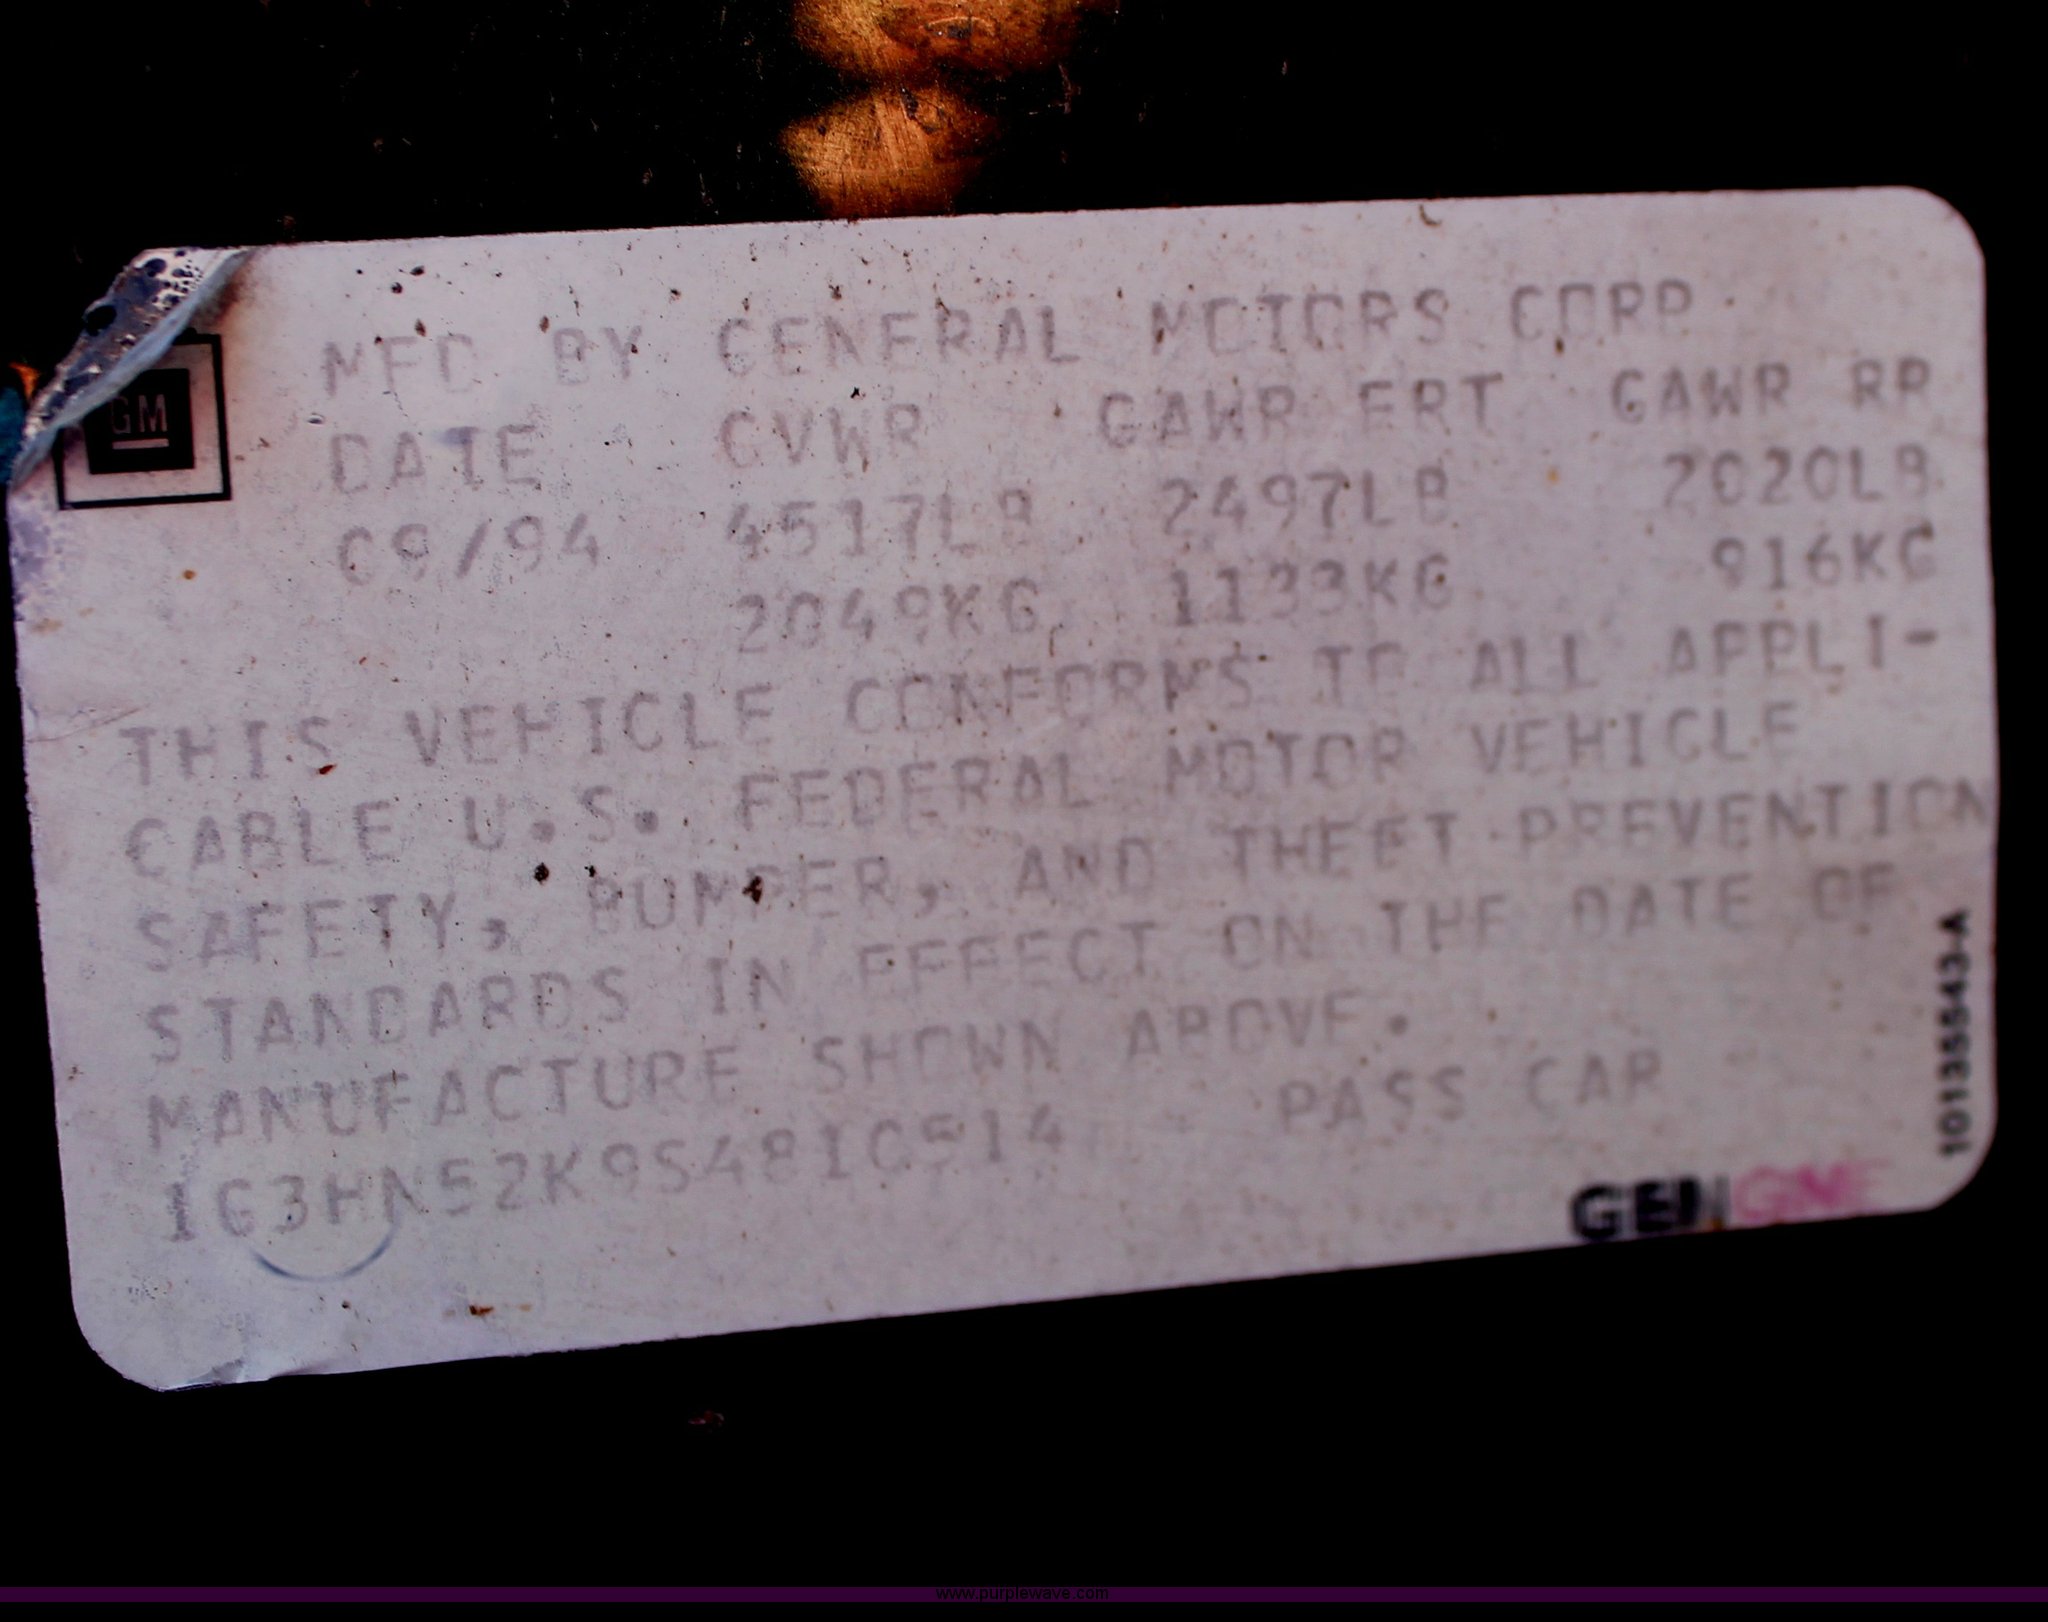 GM
MFD BY GENERAL MOTORS CORP
DATE GVWR GAWR FRT GAWR RR
09/94 4517LB 2497LB 2020LB
2049KG 1133KG 916KG
THIS VEHICLE CONFORMS TO ALL APPLI-
CABLE U.S. FEDERAL MOTOR VEHICLE
SAFETY, BUMPER, AND THEFT PREVENTION
STANDARDS IN EFFECT ON THE DATE OF
MANUFACTURE SHOWN ABOVE.
1G3HN52K9S4810514 PASS CAR
10135543-A
www.purplewave.com